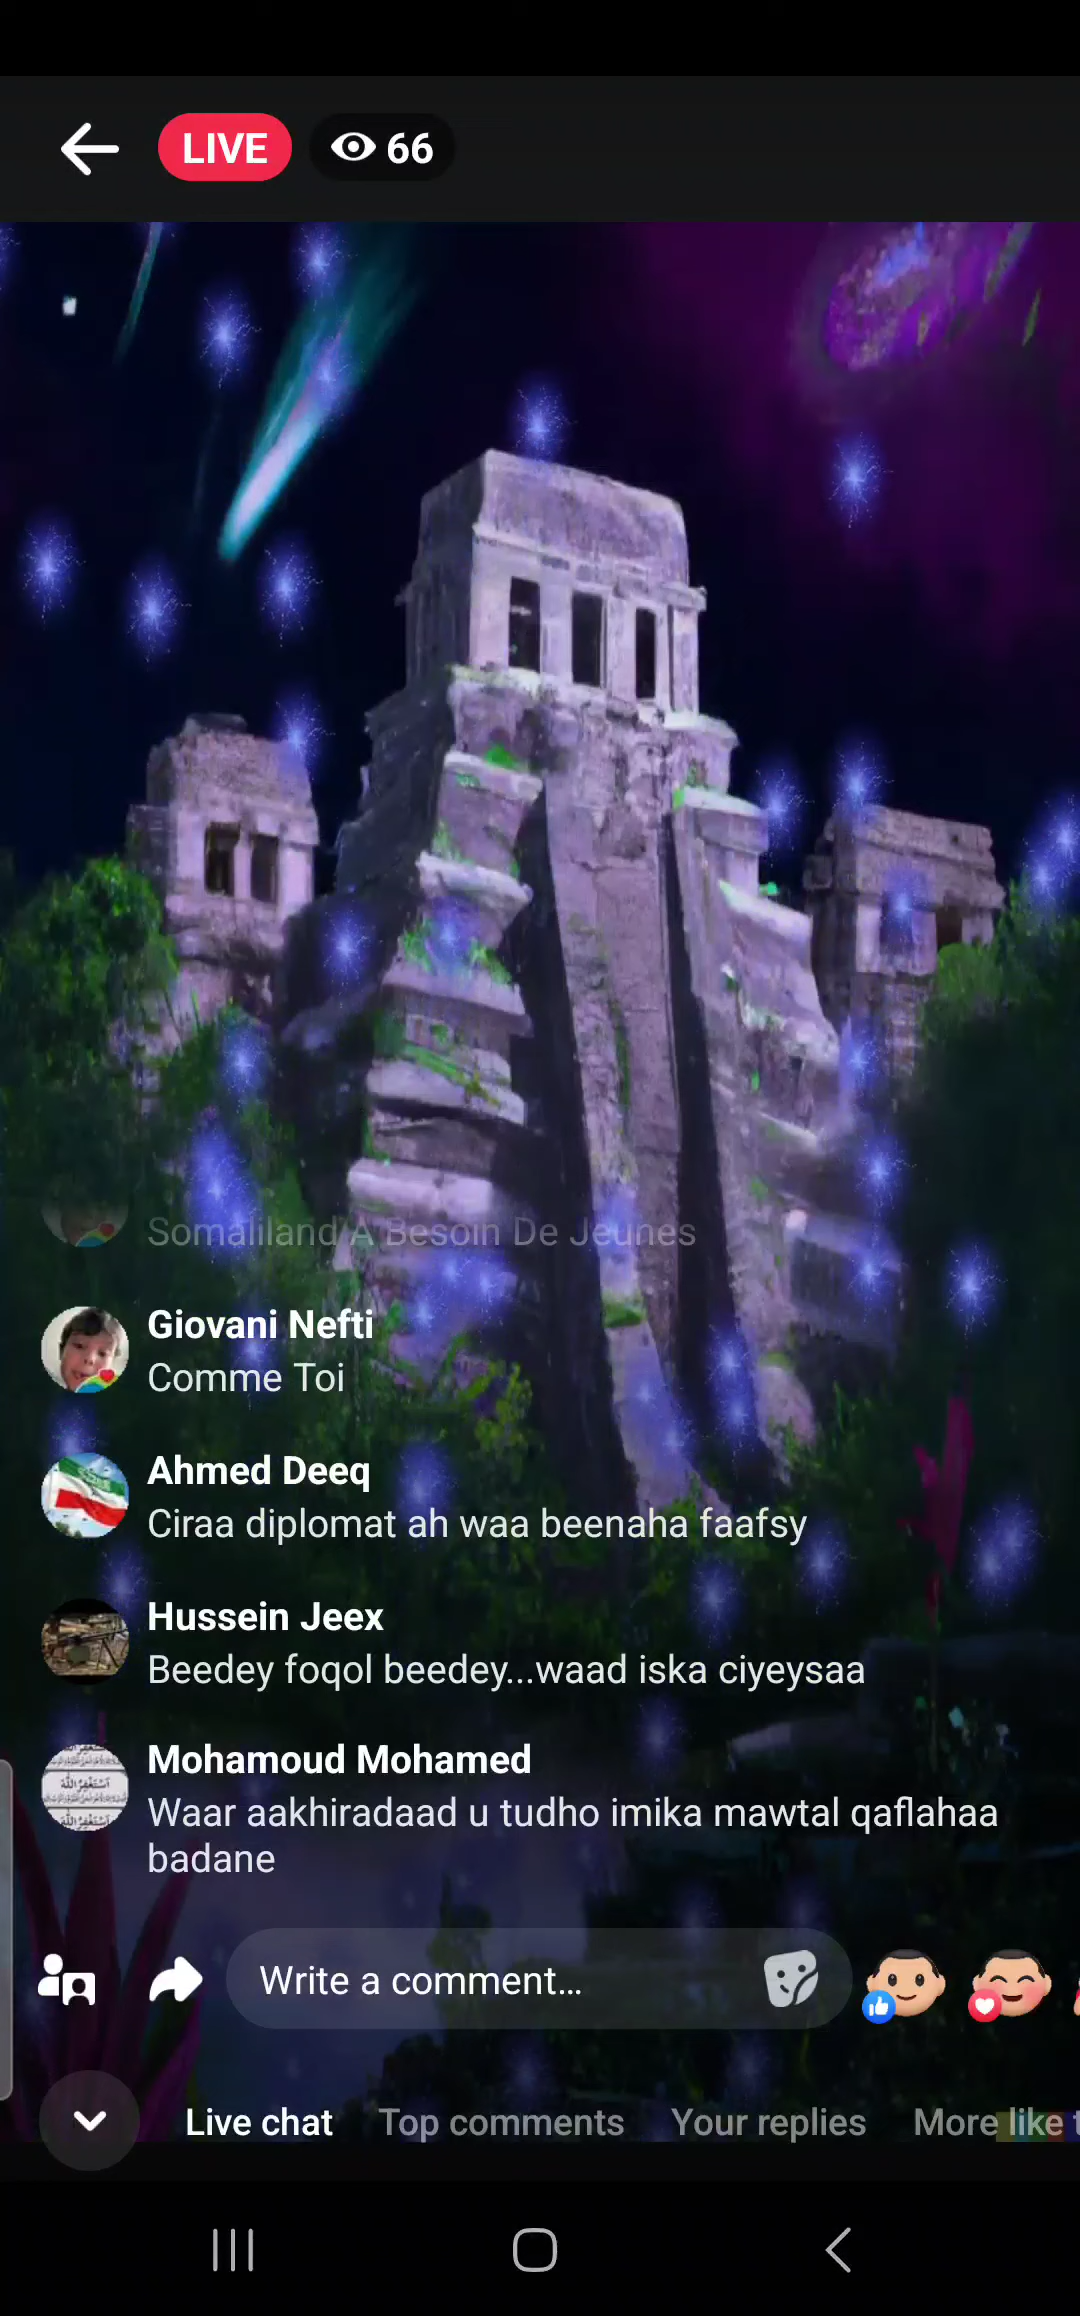 LIVE 66
Somaliland A Besoin De Jeunes
Giovani Nefti
Comme Toi
Ahmed Deeq
Ciraa diplomat ah waa beenaha faafsy
Hussein Jeex
Beedey foqol beedey...waad iska ciyeysaa
Mohamoud Mohamed
Waar aakhiradaad u tudho imika mawtal qaflahaa
badane
Write a comment...
Live chat Top comments Your replies More like